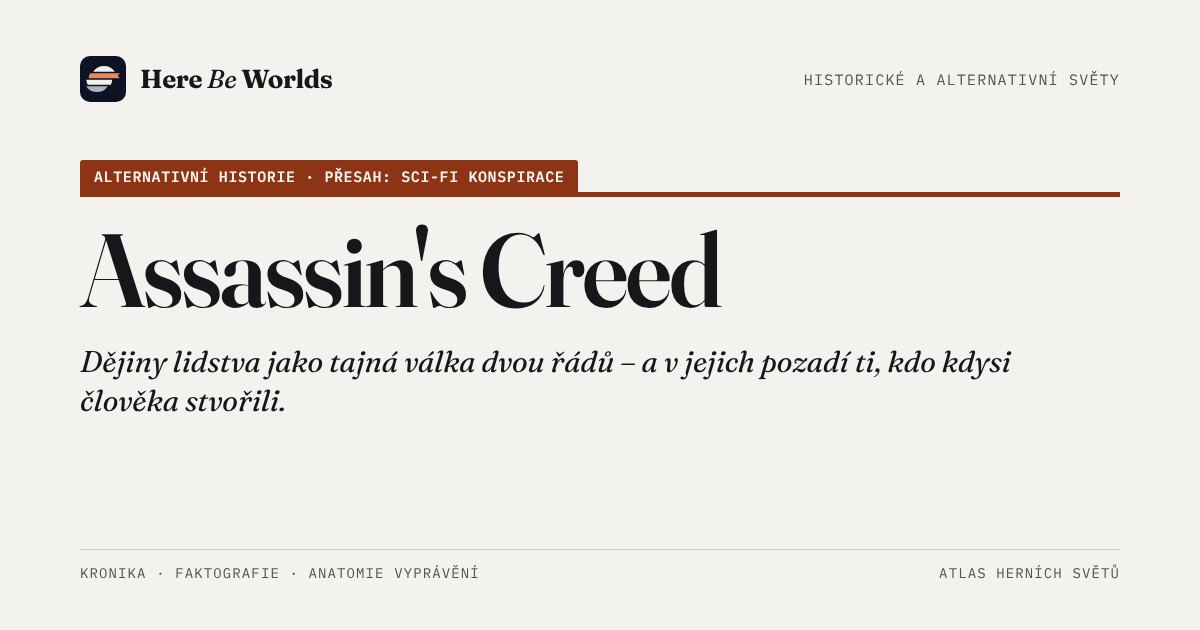 Here Be Worlds
HISTORICKÉ A ALTERNATIVNÍ SVĚTY
ALTERNATIVNÍ HISTORIE · PŘESAH: SCI-FI KONSPIRACE
Assassin's Creed
Dějiny lidstva jako tajná válka dvou řádů – a v jejich pozadí ti, kdo kdysi
člověka stvořili.
KRONIKA · FAKTOGRAFIE · ANATOMIE VYPRÁVĚNÍ
ATLAS HERNÍCH SVĚTŮ